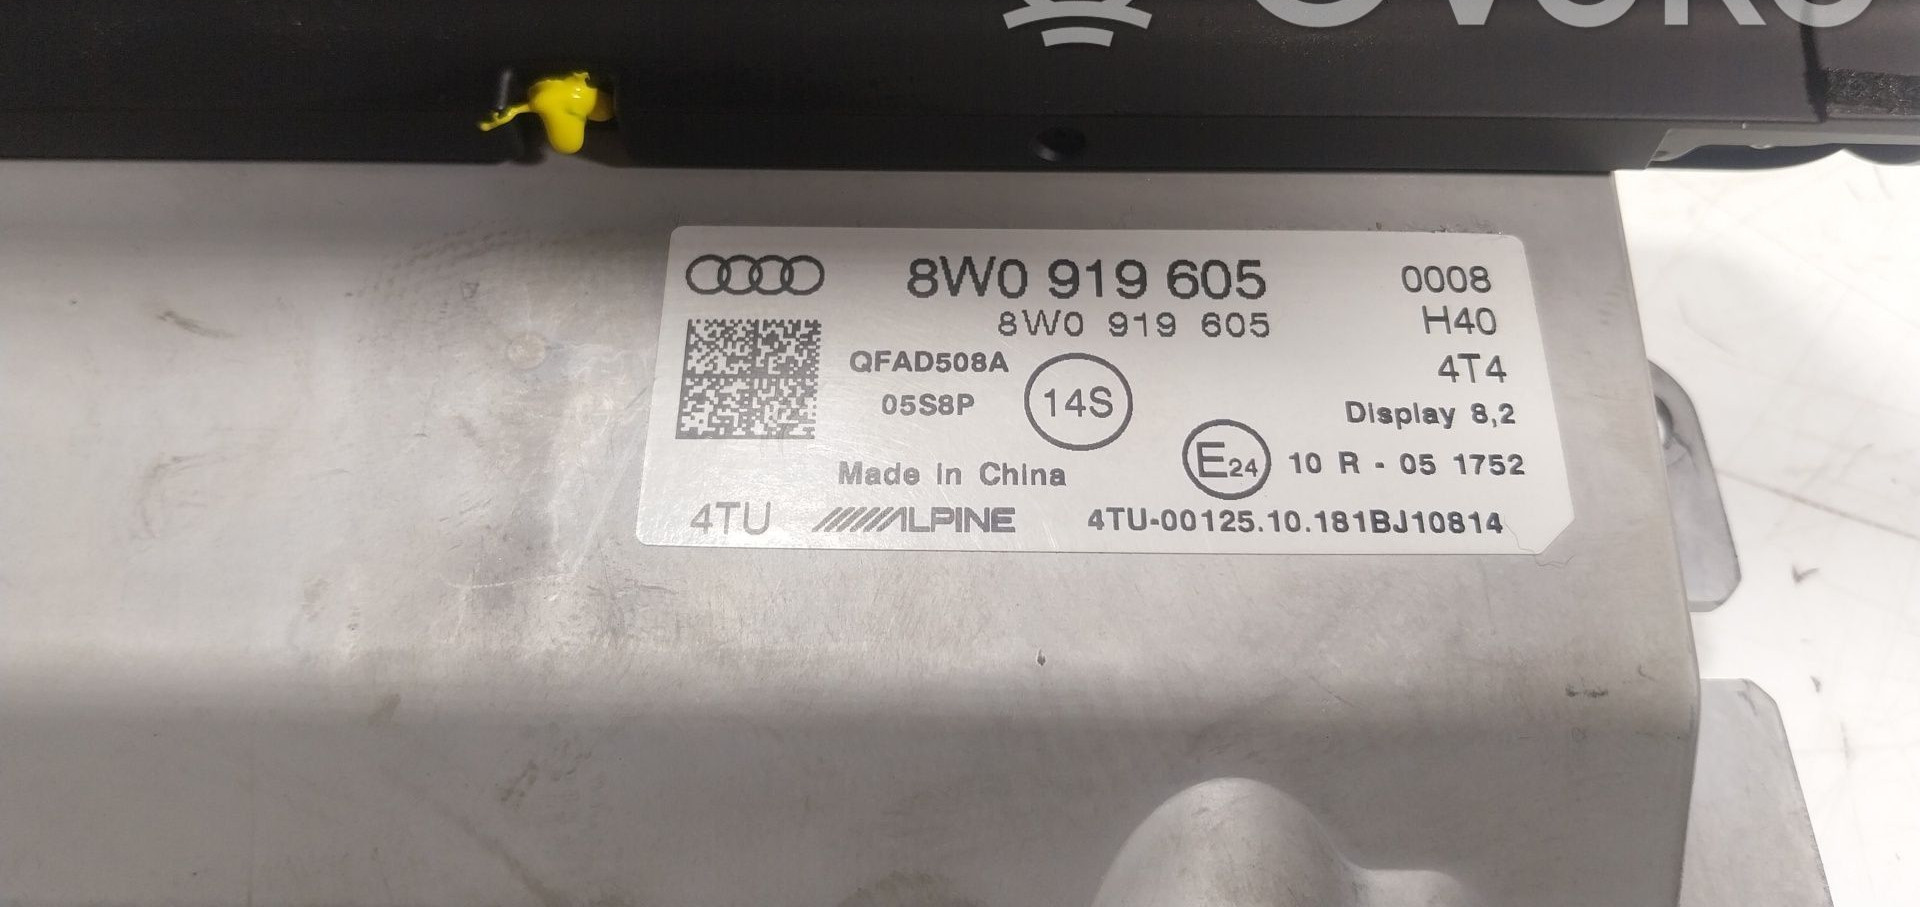 8W0 919 605 0008
8W0 919 605 H40
QFAD508A 4T4
05S8P 14S Display 8,2
E24 10 R - 05 1752
Made in China
4TU ALPINE 4TU-00125.10.181BJ10814